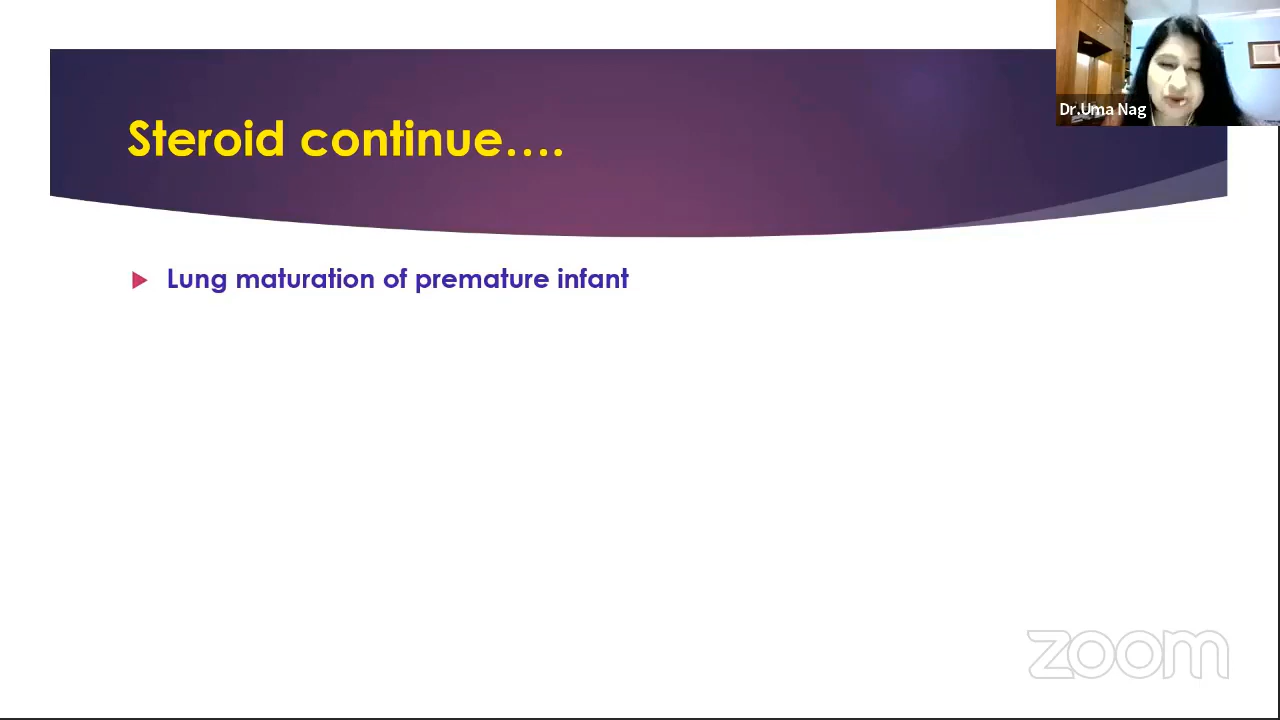 Steroid continue....
Dr.Uma Nag
Lung maturation of premature infant
zoom